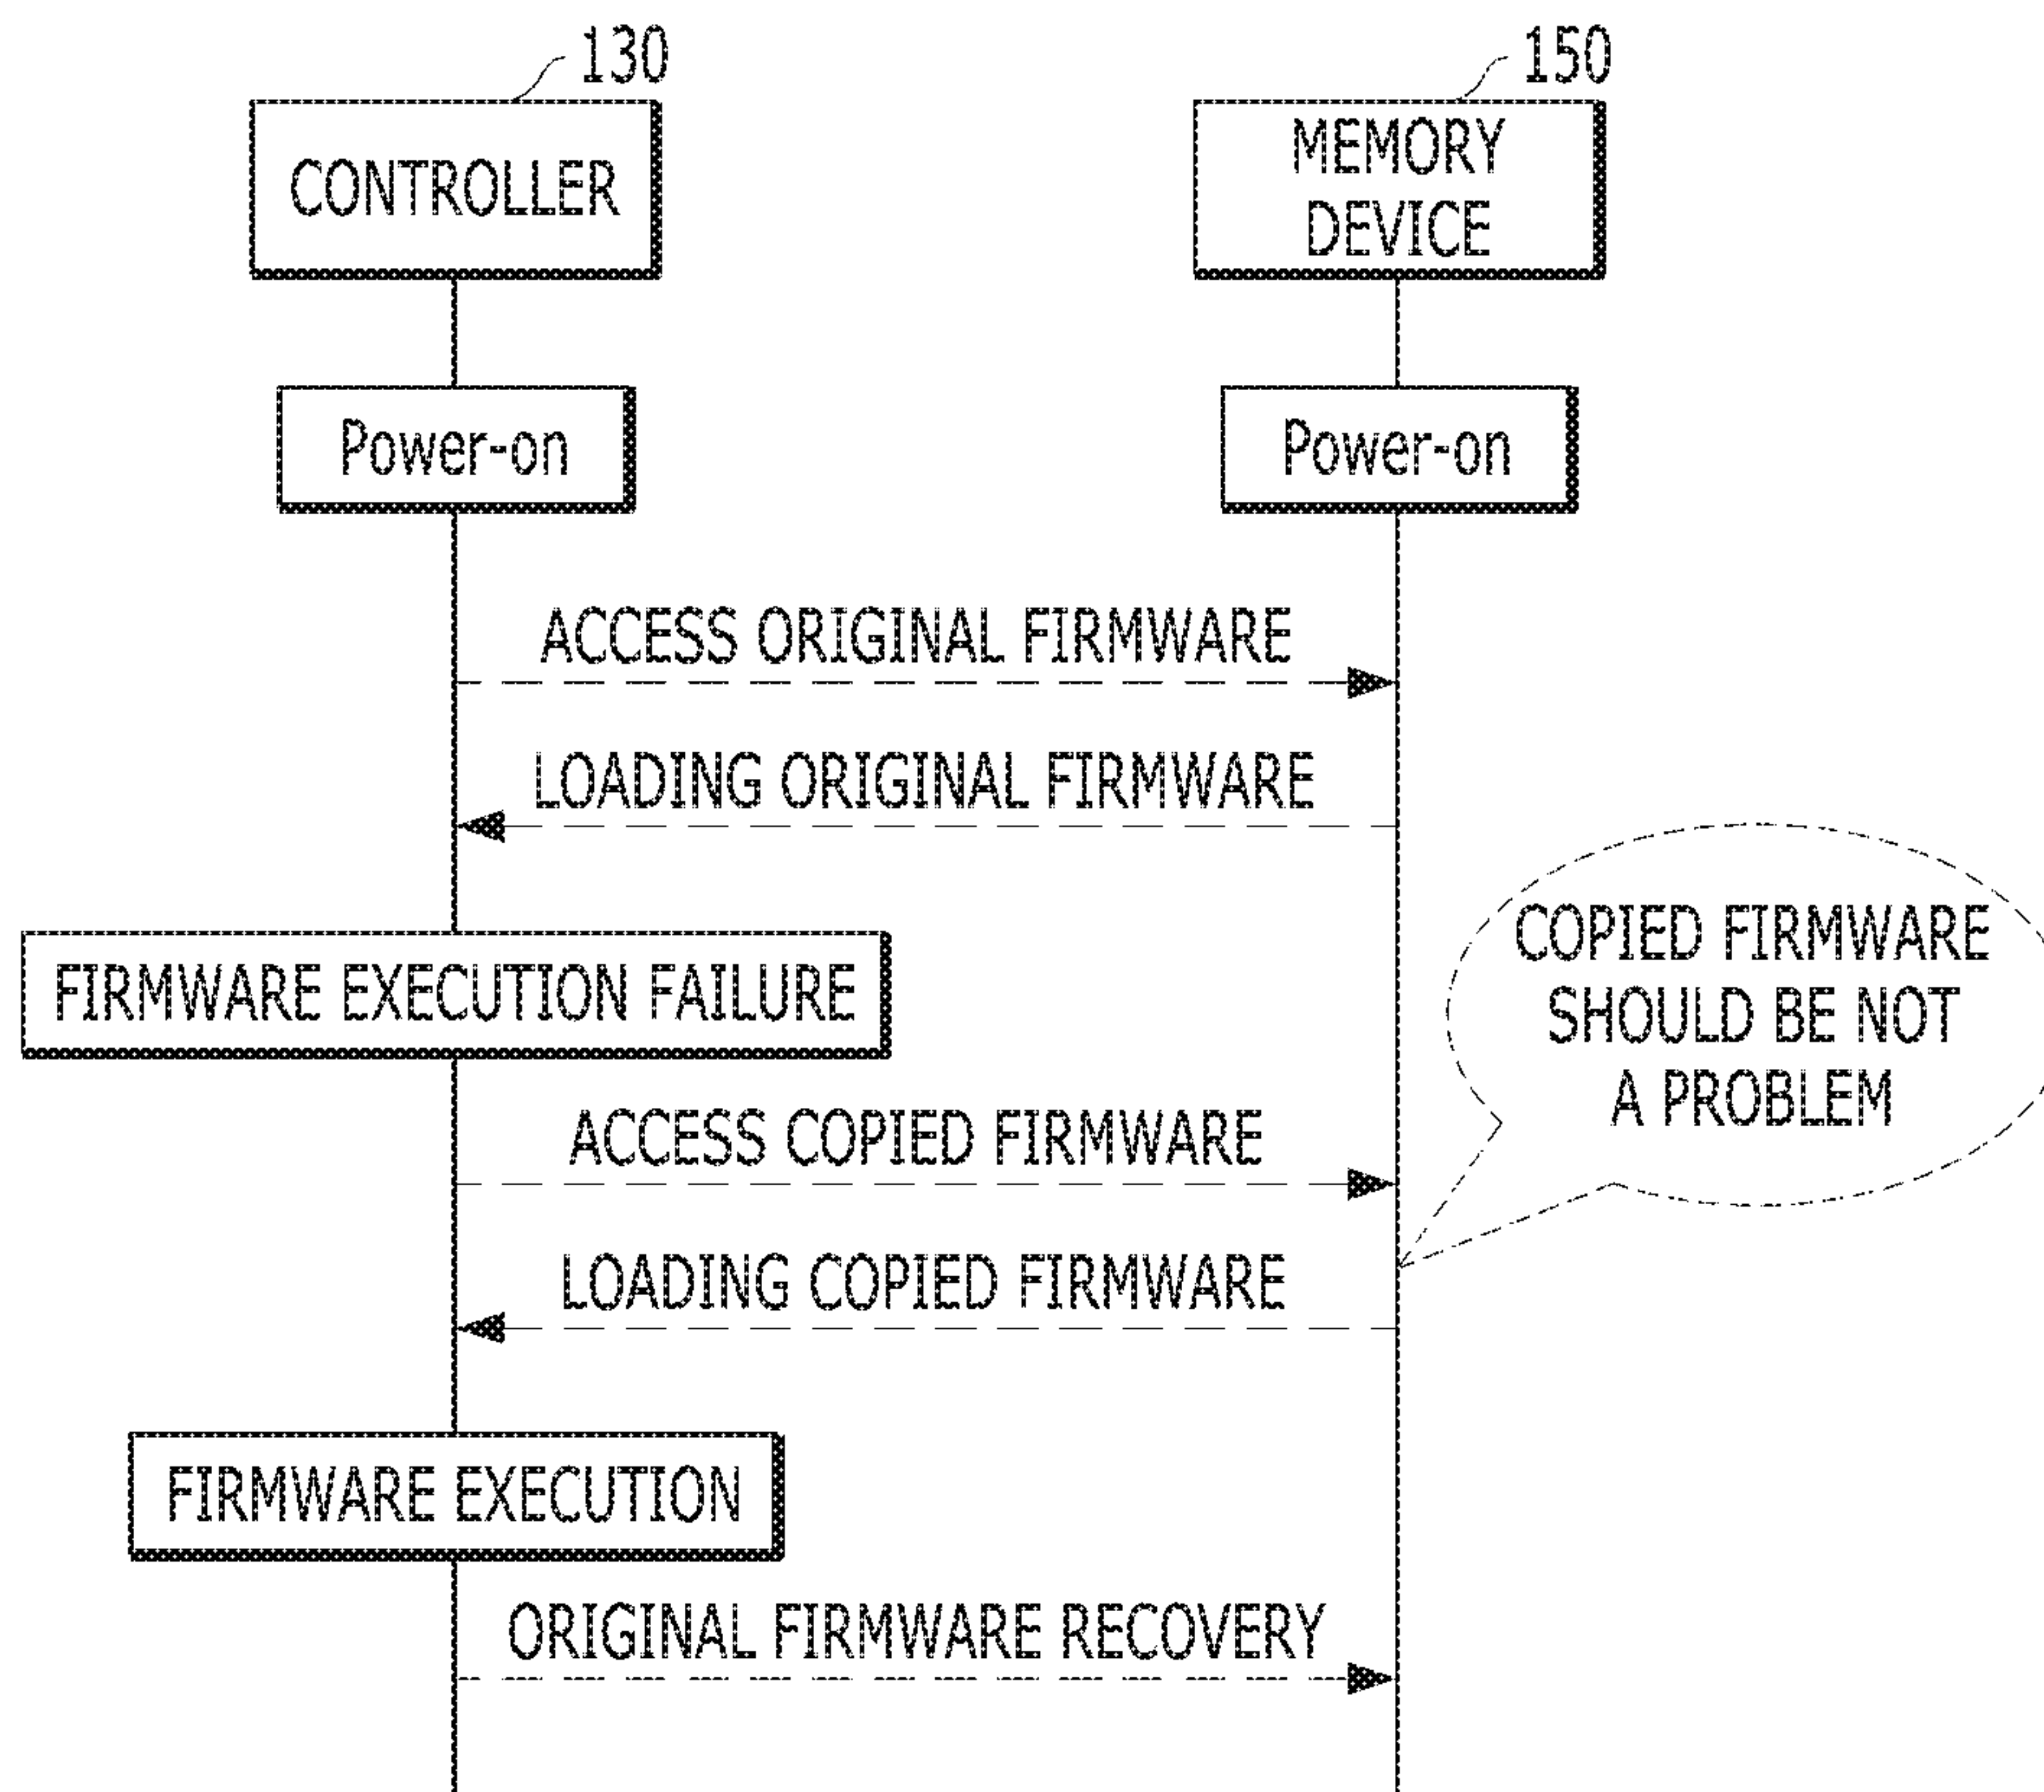 130
150
CONTROLLER
MEMORY
DEVICE
Power-on
Power-on
ACCESS ORIGINAL FIRMWARE
LOADING ORIGINAL FIRMWARE
COPIED FIRMWARE
SHOULD BE NOT
A PROBLEM
FIRMWARE EXECUTION FAILURE
ACCESS COPIED FIRMWARE
LOADING COPIED FIRMWARE
FIRMWARE EXECUTION
ORIGINAL FIRMWARE RECOVERY